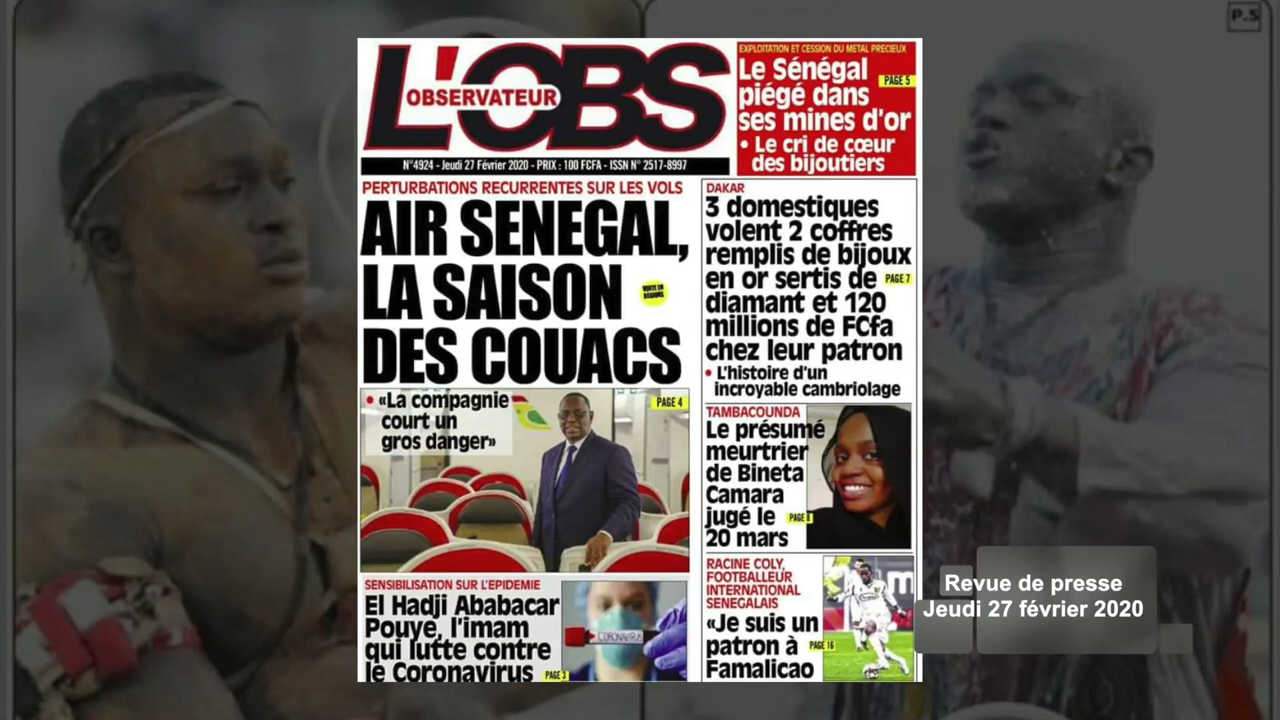 P.5
L'OBS
OBSERVATEUR
N°4924 - Jeudi 27 Février 2020 - PRIX : 100 FCFA - ISSN N° 2517-8997
EXPLOITATION ET CESSION DU METAL PRECIEUX
Le Sénégal
piégé dans
ses mines d'or
PAGE 5
• Le cri de cœur
des bijoutiers
PERTURBATIONS RECURRENTES SUR LES VOLS
AIR SENEGAL,
LA SAISON
DES COUACS
VENTE EN
REGIONS
• «La compagnie
court un
gros danger»
PAGE 4
SENSIBILISATION SUR L'EPIDEMIE
El Hadji Ababacar
Pouye, l'imam
qui lutte contre
le Coronavirus
PAGE 3
CORONAVIRUS
DAKAR
3 domestiques
volent 2 coffres
remplis de bijoux
en or sertis de
diamant et 120
millions de FCfa
chez leur patron
PAGE 7
• L'histoire d'un
incroyable cambriolage
TAMBACOUNDA
Le présumé
meurtrier
de Bineta
Camara
jugé le
20 mars
PAGE
RACINE COLY,
FOOTBALLEUR
INTERNATIONAL
SENEGALAIS
«Je suis un
patron à
Famalicao
PAGE 16
Revue de presse
Jeudi 27 février 2020